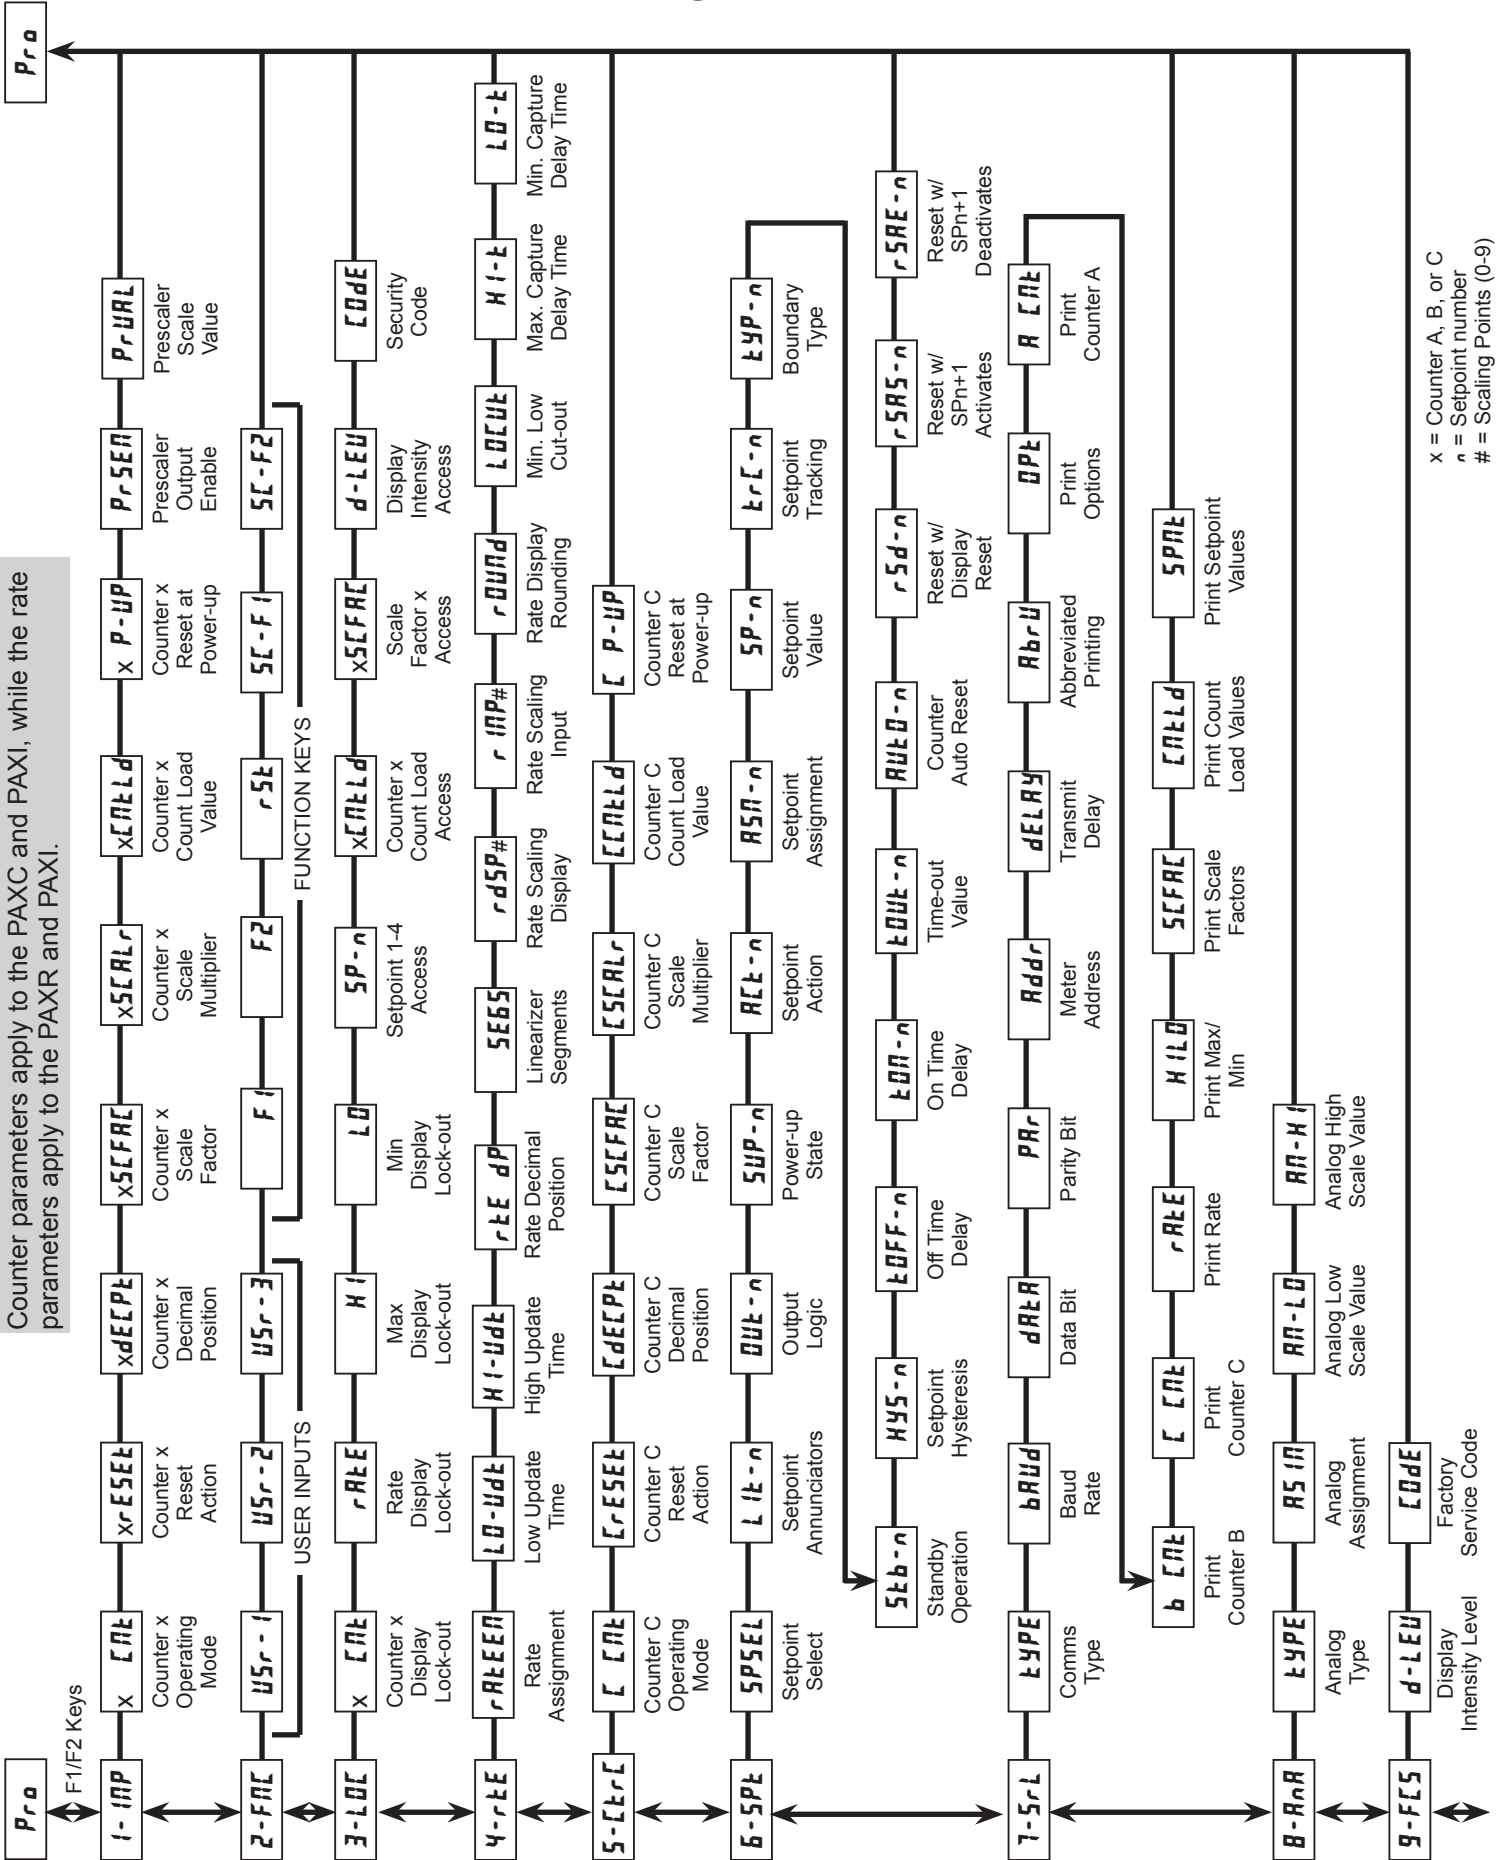 Counter parameters apply to the PAXC and PAXI, while the rate
parameters apply to the PAXR and PAXI.
Pro
Pro
F1/F2 Keys
1-INP
x CNt
Counter x
Operating
Mode
xrESEt
Counter x
Reset
Action
xdECPt
Counter x
Decimal
Position
xSCFAC
Counter x
Scale
Factor
xSCALr
Counter x
Scale
Multiplier
xCNtLd
Counter x
Count Load
Value
x P-UP
Counter x
Reset at
Power-up
PrSEN
Prescaler
Output
Enable
PrVAL
Prescaler
Scale
Value
2-FNC
USr-1
USr-2
USr-3
USER INPUTS
F1
F2
rSt
SC-F1
SC-F2
FUNCTION KEYS
3-LOC
x CNt
Counter x
Display
Lock-out
rAtE
Rate
Display
Lock-out
HI
Max
Display
Lock-out
LO
Min
Display
Lock-out
SP-n
Setpoint 1-4
Access
xCNtLd
Counter x
Count Load
Access
xSCFAC
Scale
Factor x
Access
d-LEV
Display
Intensity
Access
COdE
Security
Code
4-rtE
rAtEEN
Rate
Assignment
LO-Udt
Low Update
Time
HI-Udt
High Update
Time
rtE dP
Rate Decimal
Position
SEGS
Linearizer
Segments
rdSP#
Rate Scaling
Display
r INP#
Rate Scaling
Input
rOUNd
Rate Display
Rounding
LOCUt
Min. Low
Cut-out
HI-t
Max. Capture
Delay Time
LO-t
Min. Capture
Delay Time
5-CtrC
C CNt
Counter C
Operating
Mode
CrESEt
Counter C
Reset
Action
CdECPt
Counter C
Decimal
Position
CSCFAC
Counter C
Scale
Factor
CSCALr
Counter C
Scale
Multiplier
CCNtLd
Counter C
Count Load
Value
C P-UP
Counter C
Reset at
Power-up
6-SPt
SPSEL
Setpoint
Select
LIt-n
Setpoint
Annunciators
OUt-n
Output
Logic
SUP-n
Power-up
State
ACt-n
Setpoint
Action
ASN-n
Setpoint
Assignment
SP-n
Setpoint
Value
trC-n
Setpoint
Tracking
tYP-n
Boundary
Type
Stb-n
Standby
Operation
HYS-n
Setpoint
Hysteresis
tOFF-n
Off Time
Delay
tON-n
On Time
Delay
tOUt-n
Time-out
Value
AUtO-n
Counter
Auto Reset
rSd-n
Reset w/
Display
Reset
rSAS-n
Reset w/
SPn+1
Activates
rSAE-n
Reset w/
SPn+1
Deactivates
7-SrL
tYPE
Comms
Type
bAUd
Baud
Rate
dAtA
Data Bit
PAr
Parity Bit
Addr
Meter
Address
dELAY
Transmit
Delay
AbrV
Abbreviated
Printing
OPt
Print
Options
A CNt
Print
Counter A
b CNt
Print
Counter B
C CNt
Print
Counter C
rAtE
Print Rate
HILO
Print Max/
Min
SCFAC
Print Scale
Factors
CNtLd
Print Count
Load Values
SPNt
Print Setpoint
Values
8-AnA
tYPE
Analog
Type
ASIN
Analog
Assignment
AN-LO
Analog Low
Scale Value
AN-HI
Analog High
Scale Value
9-FCS
d-LEV
Display
Intensity Level
COdE
Factory
Service Code
x = Counter A, B, or C
n = Setpoint number
# = Scaling Points (0-9)